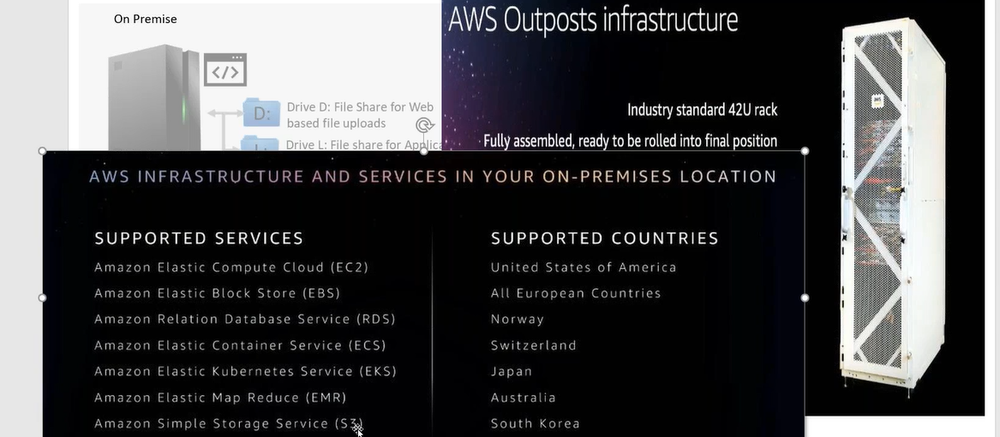 On Premise
</>
D:
Drive D: File Share for Web
based file uploads
Drive L: File share for Applica
AWS Outposts infrastructure
Industry standard 42U rack
Fully assembled, ready to be rolled into final position
aws
AWS INFRASTRUCTURE AND SERVICES IN YOUR ON-PREMISES LOCATION
SUPPORTED SERVICES
Amazon Elastic Compute Cloud (EC2)
Amazon Elastic Block Store (EBS)
Amazon Relation Database Service (RDS)
Amazon Elastic Container Service (ECS)
Amazon Elastic Kubernetes Service (EKS)
Amazon Elastic Map Reduce (EMR)
Amazon Simple Storage Service (S3)
SUPPORTED COUNTRIES
United States of America
All European Countries
Norway
Switzerland
Japan
Australia
South Korea